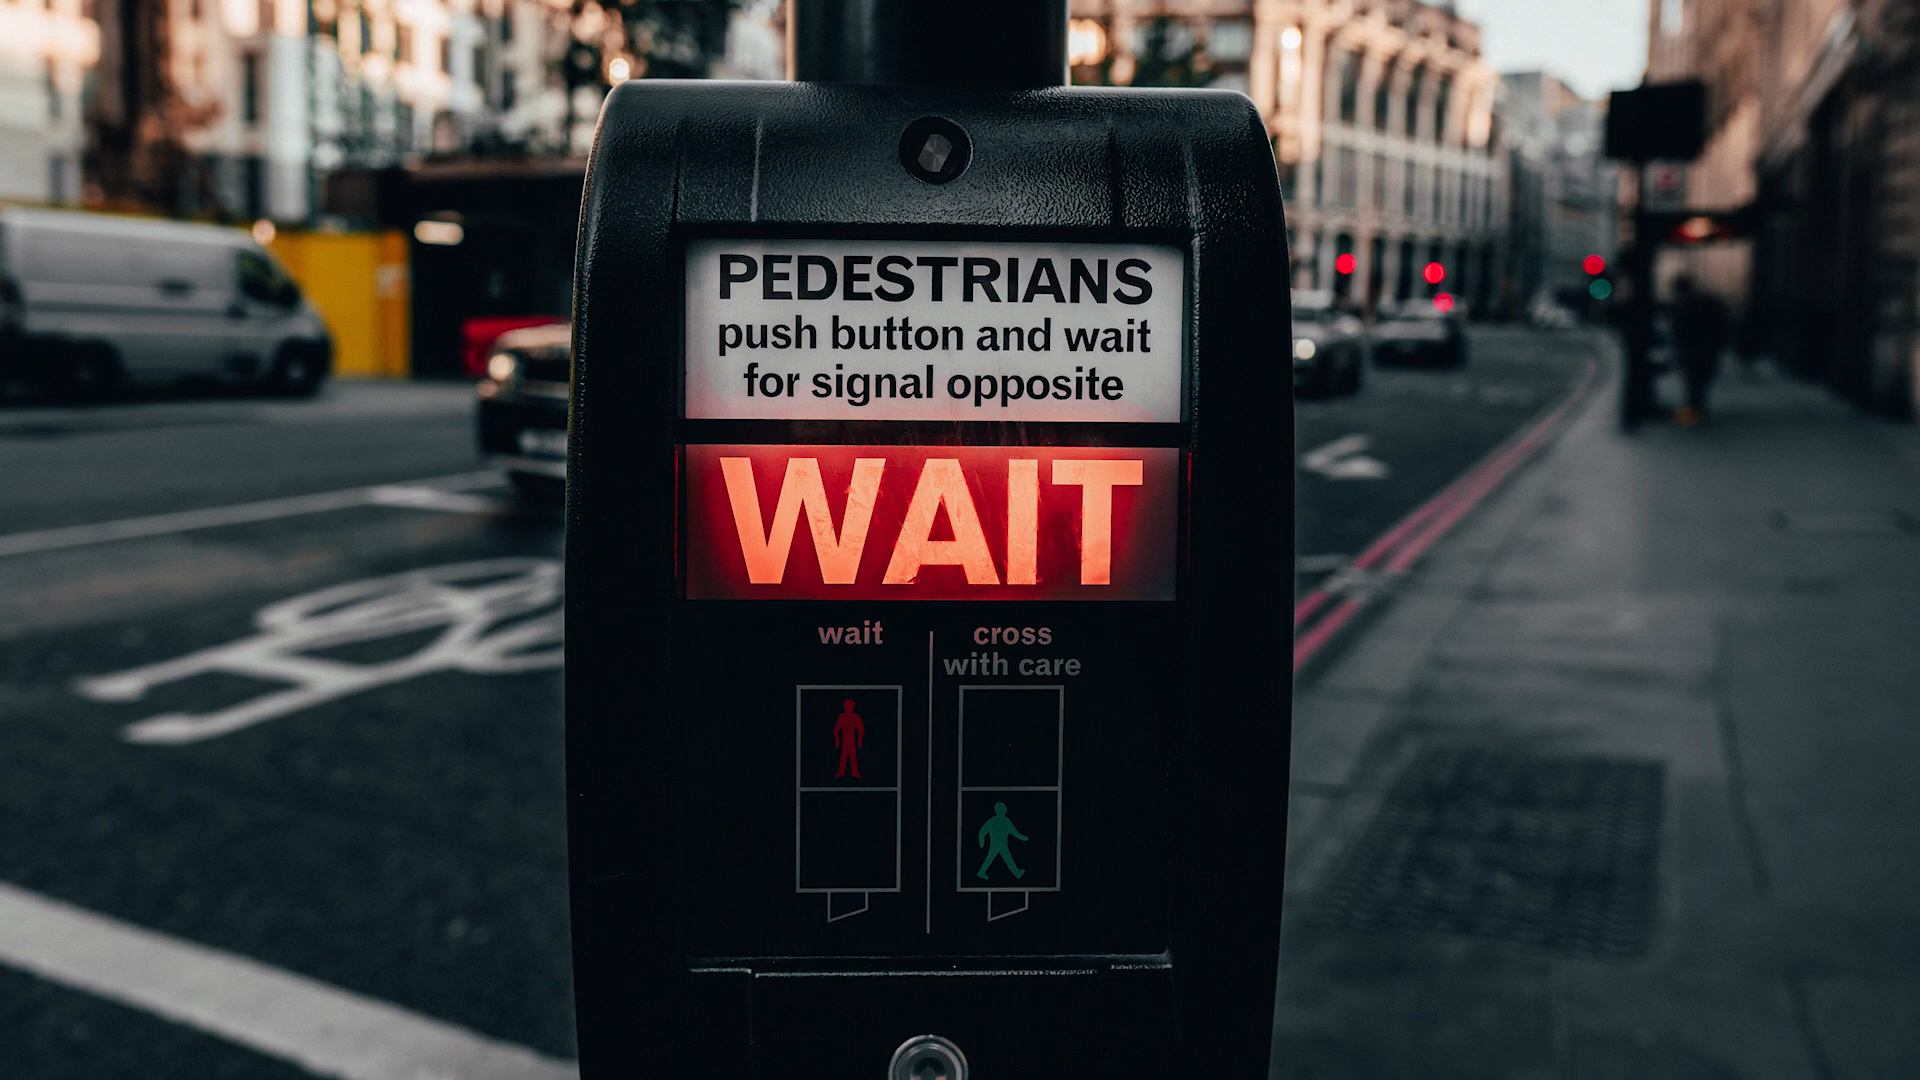 PEDESTRIANS
push button and wait
for signal opposite
WAIT
wait
cross
with care